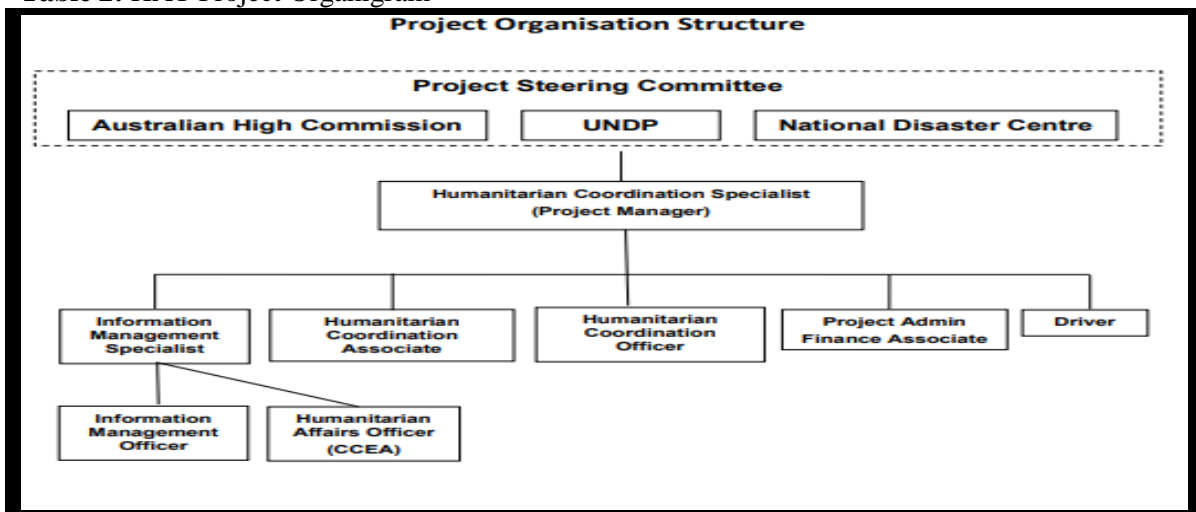 Project Organisation Structure
Project Steering Committee
Australian High Commission
UNDP
National Disaster Centre
Humanitarian Coordination Specialist
(Project Manager)
Information
Management
Specialist
Humanitarian
Coordination
Associate
Humanitarian
Coordination
Officer
Project Admin
Finance Associate
Driver
Information
Management
Officer
Humanitarian
Affairs Officer
(CCEA)